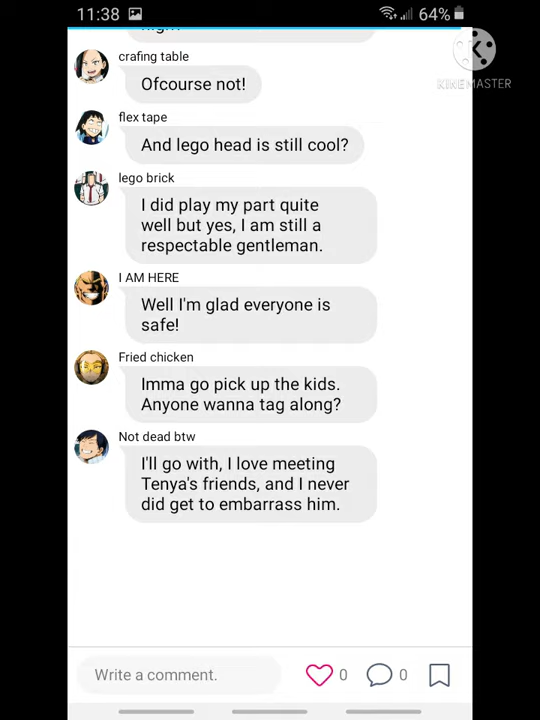 11:38
64%
KINEMASTER
crafing table
Ofcourse not!
flex tape
And lego head is still cool?
lego brick
I did play my part quite
well but yes, I am still a
respectable gentleman.
I AM HERE
Well I'm glad everyone is
safe!
Fried chicken
Imma go pick up the kids.
Anyone wanna tag along?
Not dead btw
I'll go with, I love meeting
Tenya's friends, and I never
did get to embarrass him.
Write a comment.
0
0